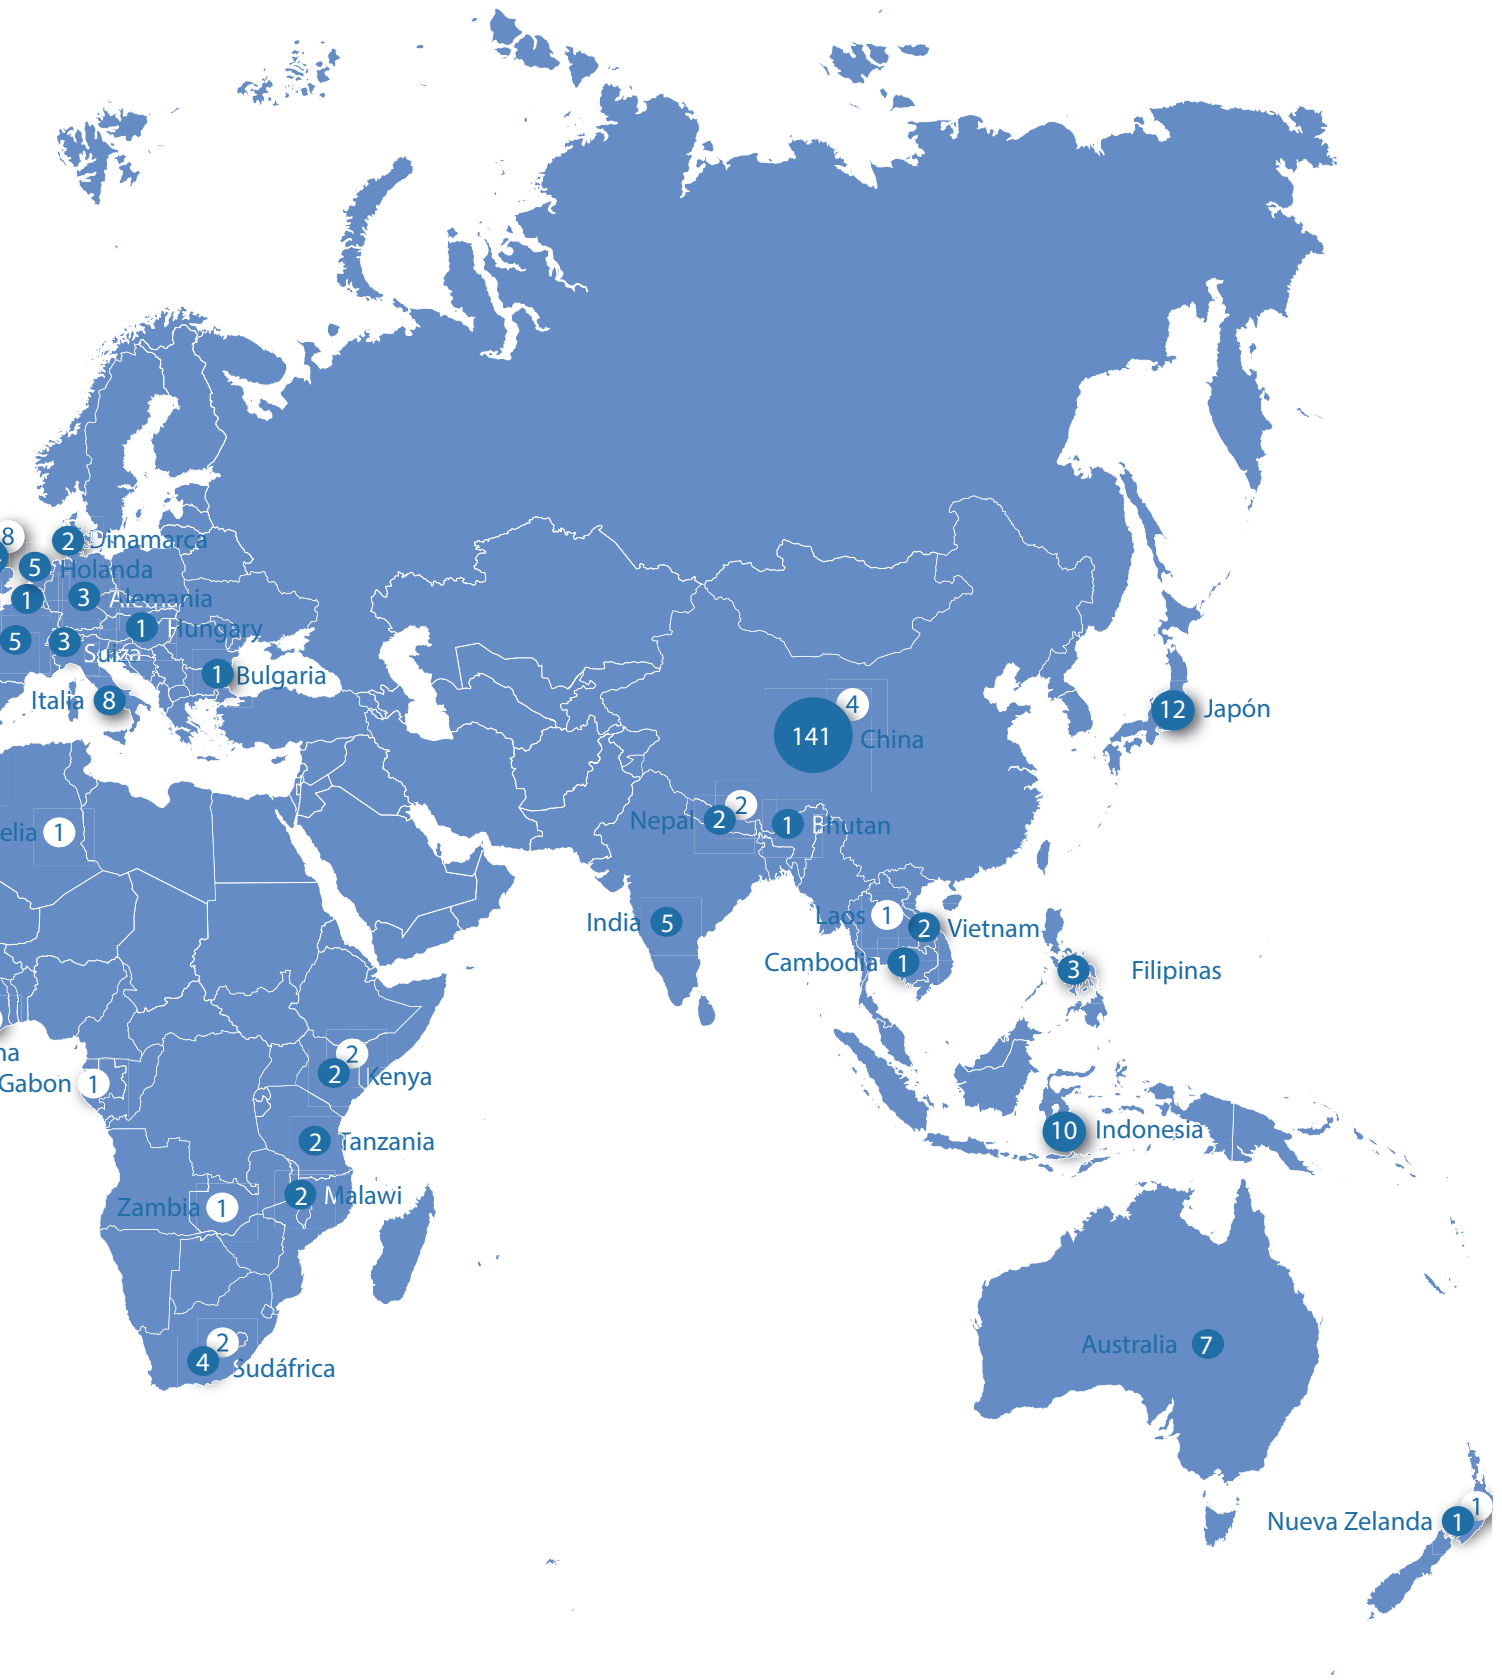 8
2 Dinamarca
5 Holanda
1
3 Alemania
1 Hungary
5
3
Suiza
1 Bulgaria
Italia 8
4
141
China
12 Japón
2
Nepal 2
1 Bhutan
elia 1
India 5
Laos 1
2 Vietnam
Cambodia 1
3 Filipinas
na
2
2 Kenya
Gabon 1
10 Indonesia
2 Tanzania
2 Malawi
Zambia 1
2
4 Sudáfrica
Australia 7
1
Nueva Zelanda 1